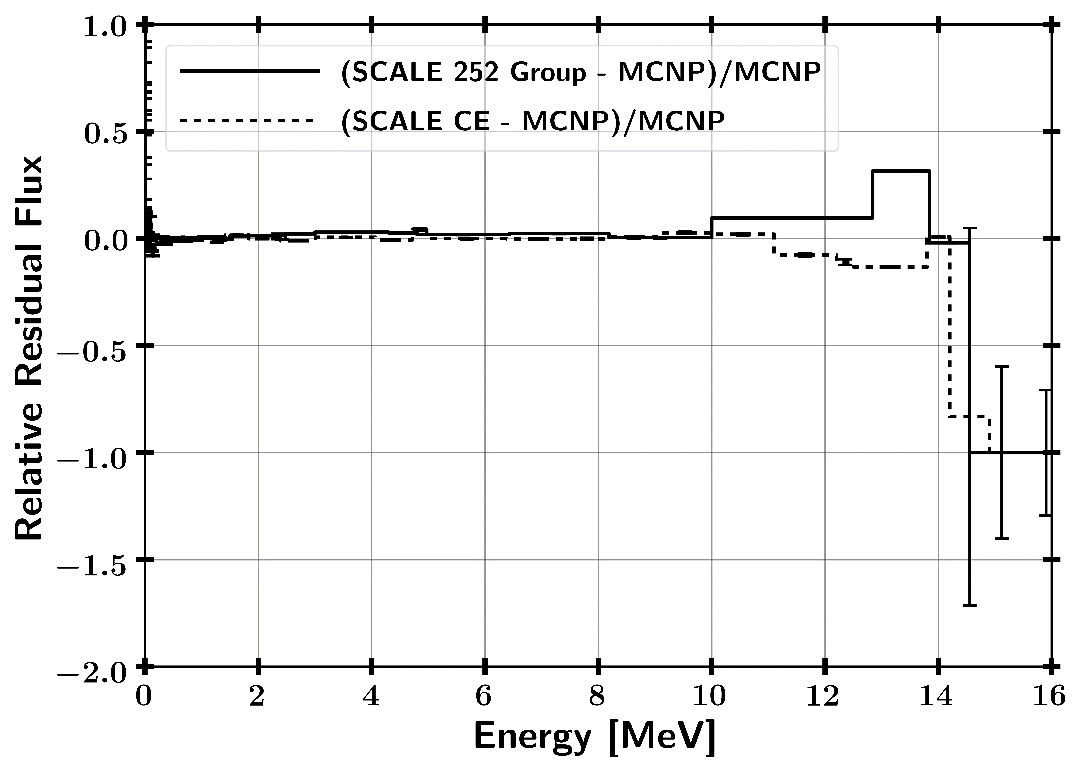 1.0
0.5
0.0
−0.5
−1.0
−1.5
−2.0
Relative Residual Flux
(SCALE 252 Group - MCNP)/MCNP
(SCALE CE - MCNP)/MCNP
0 2 4 6 8 10 12 14 16
Energy [MeV]